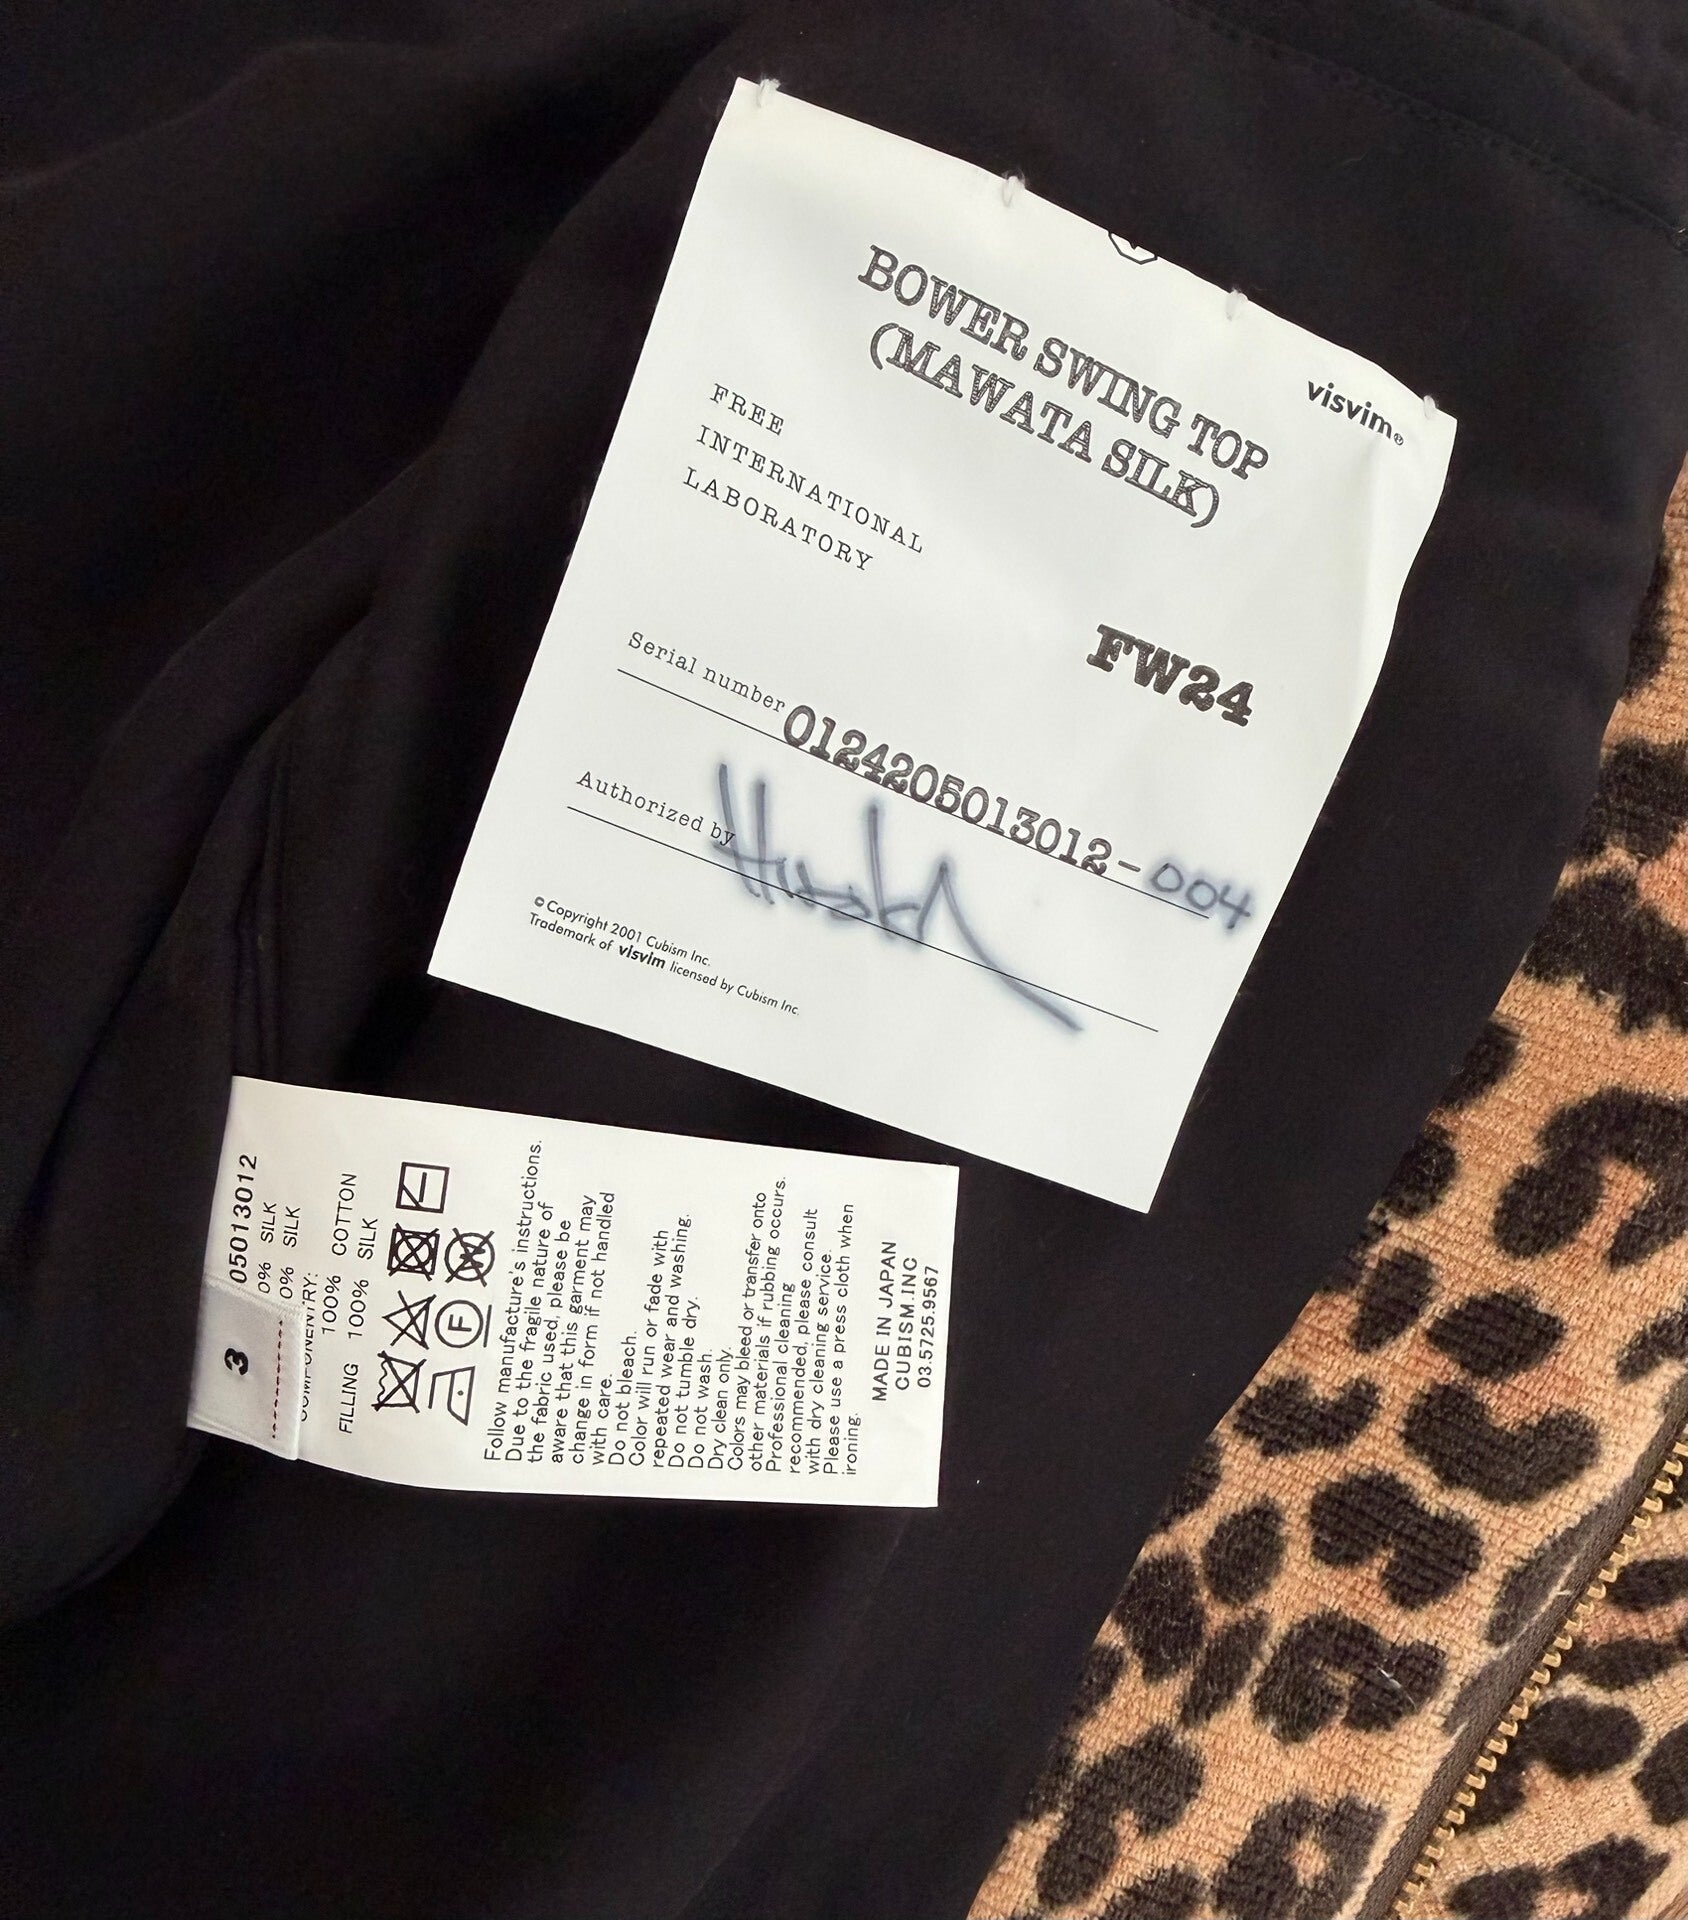 visvim®
BOWER SWING TOP
(MAWATA SILK)
FREE
INTERNATIONAL
LABORATORY
FW24
Serial number 0124205013012-004
Authorized by
© Copyright 2001 Cubism Inc.
Trademark of visvim licensed by Cubism Inc.
3
05013012
0% SILK
0% SILK
100% COTTON
FILLING 100% SILK
F
W
Follow manufacture's instructions.
Due to the fragile nature of
the fabric used, please be
aware that this garment may
change in form if not handled
with care.
Do not bleach.
Color will run or fade with
repeated wear and washing.
Do not tumble dry.
Do not wash.
Dry clean only.
Colors may bleed or transfer onto
other materials if rubbing occurs.
Professional cleaning
recommended, please consult
with dry cleaning service.
Please use a press cloth when
ironing.
MADE IN JAPAN
CUBISM.INC
03.5725.9567